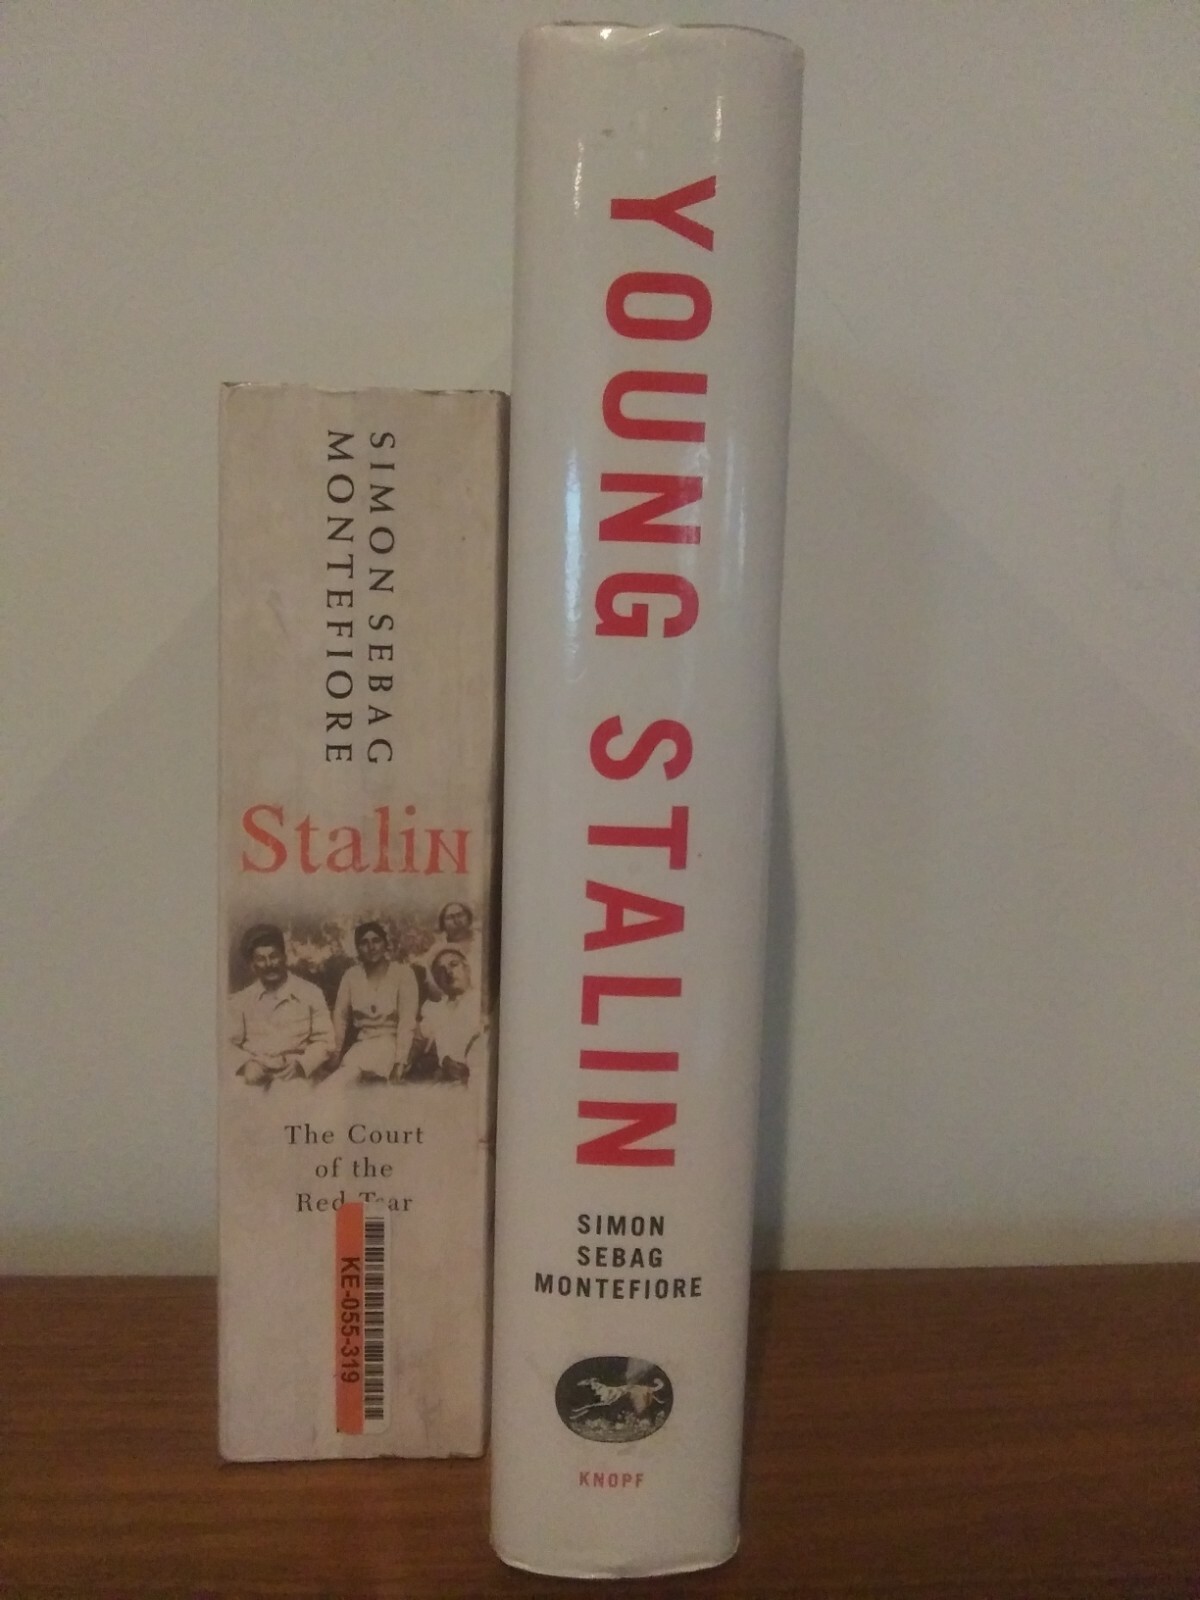 SIMON SEBAG
MONTEFIORE
Stalin
The Court
of the
Red Tsar
KE-055-319
YOUNG STALIN
SIMON
SEBAG
MONTEFIORE
KNOPF